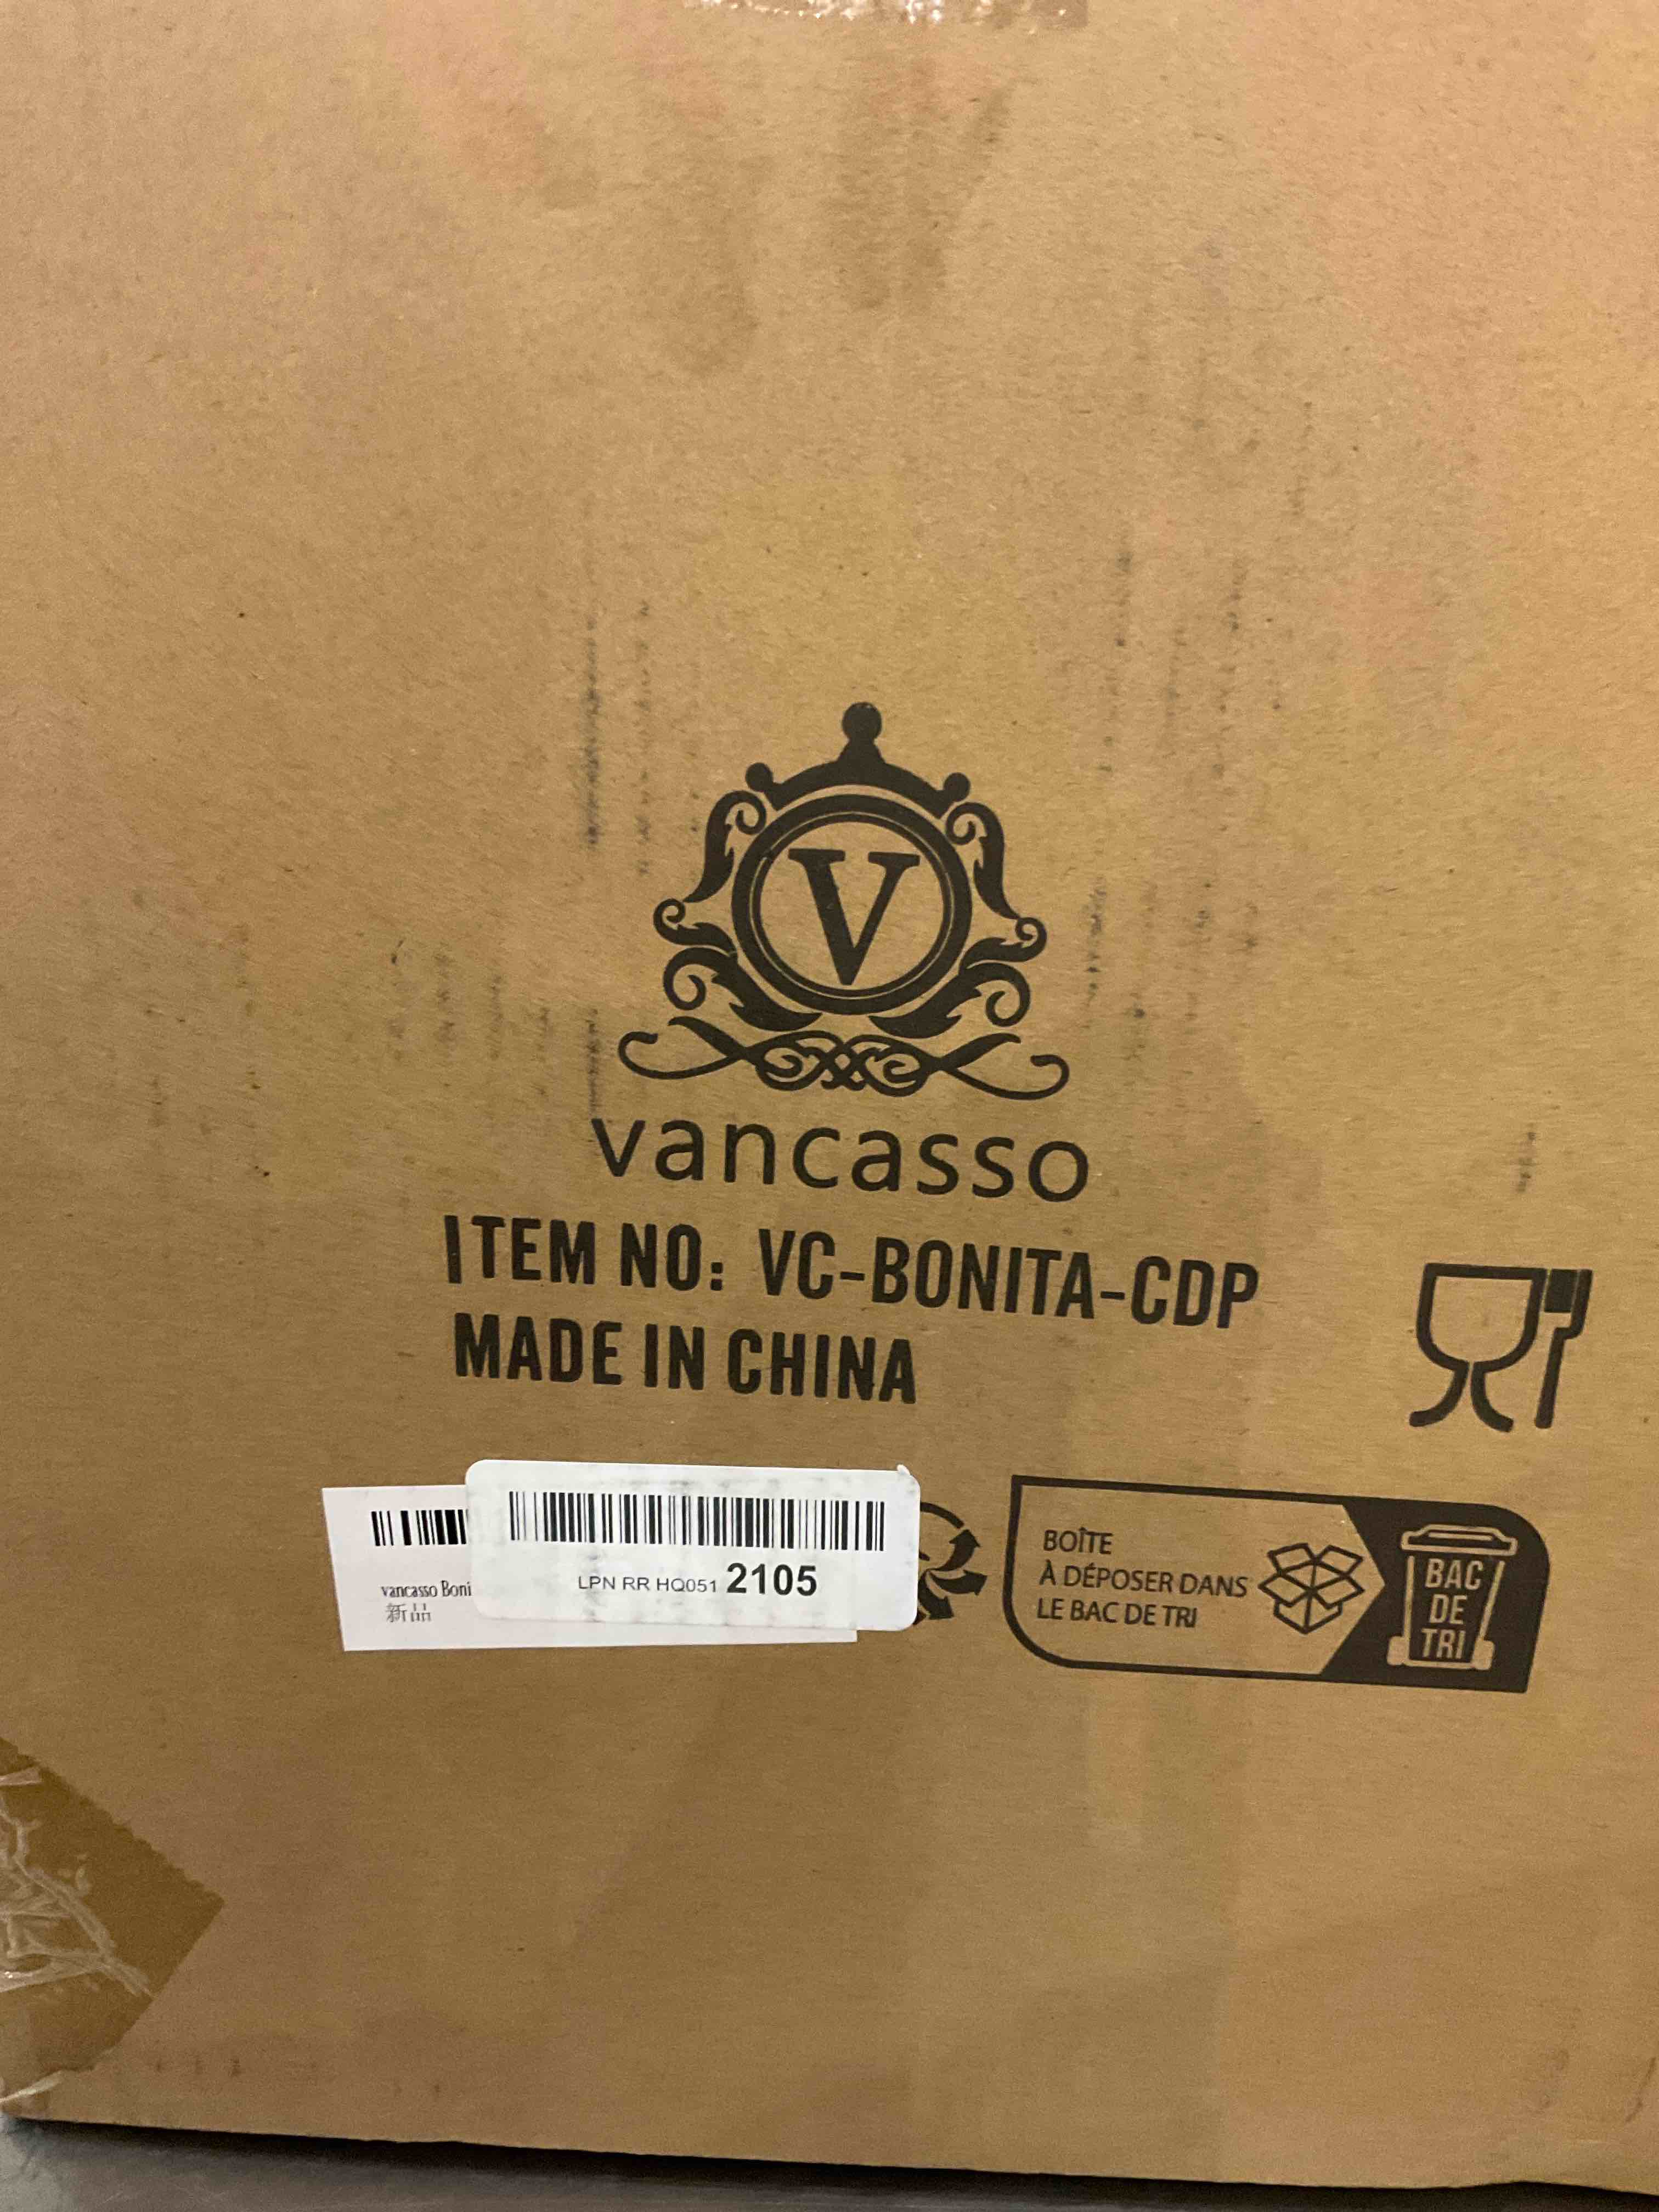 V
vancasso
ITEM NO: VC-BONITA-CDP
MADE IN CHINA
LPN RR HQ051 2105
vancasso Boni
新品
BOÎTE
À DÉPOSER DANS
LE BAC DE TRI
BAC
DE
TRI